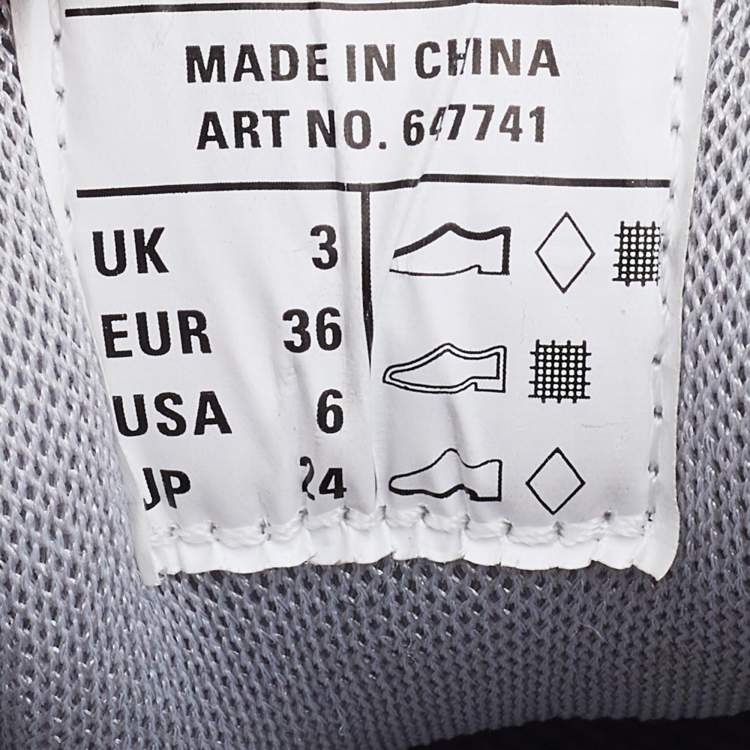 MADE IN CHINA
ART NO. 647741
UK 3
EUR 36
USA 6
JP 24